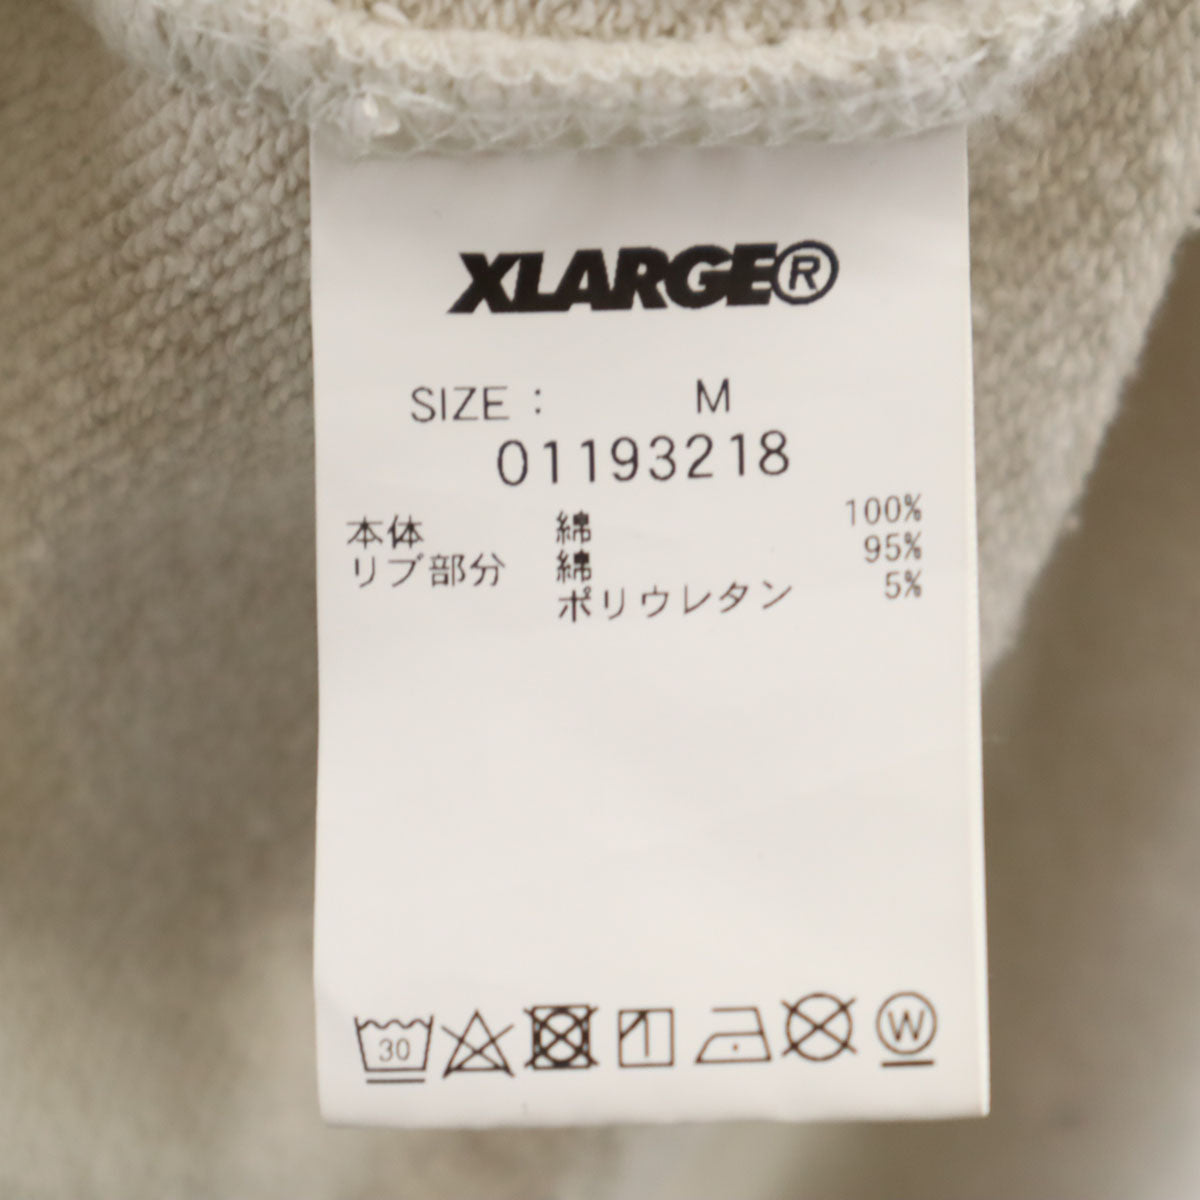 XLARGE®
SIZE : M
01193218
本体 綿 100%
リブ部分 綿 95%
ポリウレタン 5%
30 W